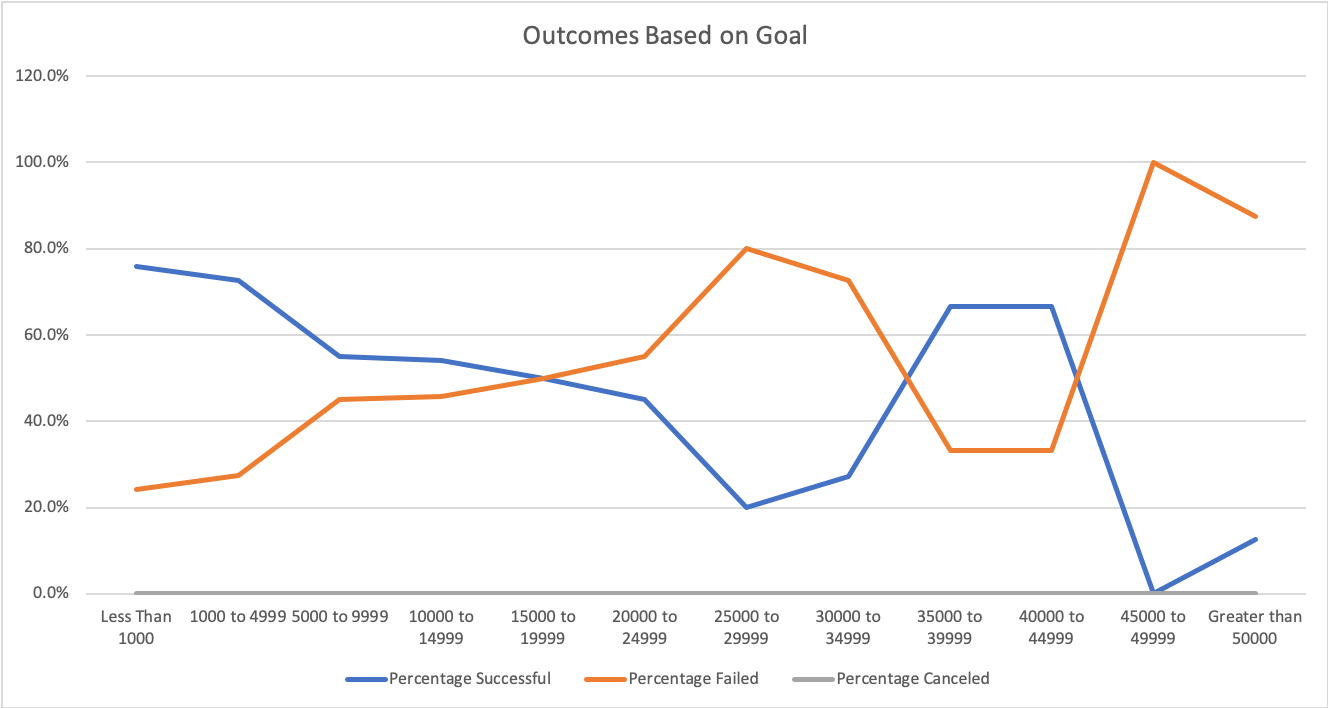 Outcomes Based on Goal
120.0%
100.0%
80.0%
60.0%
40.0%
20.0%
0.0%
Less Than
1000
1000 to 4999
5000 to 9999
10000 to
14999
15000 to
19999
20000 to
24999
25000 to
29999
30000 to
34999
35000 to
39999
40000 to
44999
45000 to
49999
Greater than
50000
Percentage Successful
Percentage Failed
Percentage Canceled